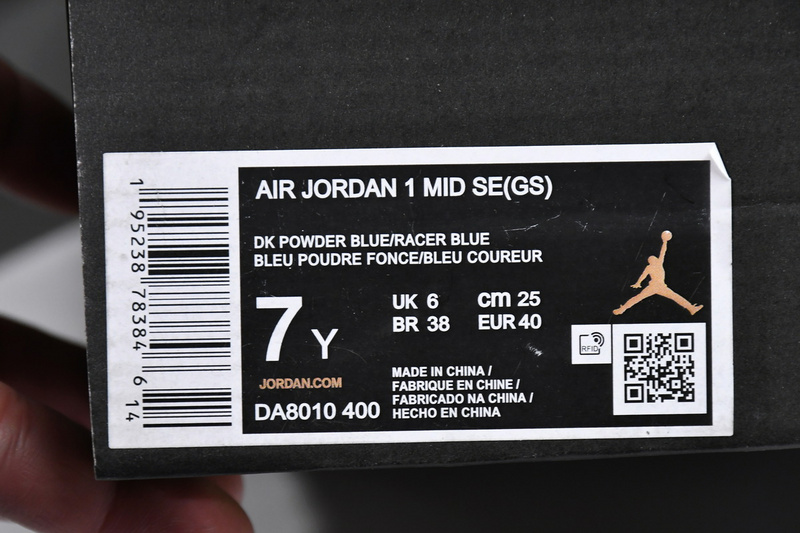 AIR JORDAN 1 MID SE(GS)
DK POWDER BLUE/RACER BLUE
BLEU POUDRE FONCE/BLEU COUREUR
7 Y
UK 6 cm 25
BR 38 EUR 40
JORDAN.COM
DA8010 400
MADE IN CHINA /
FABRIQUE EN CHINE /
FABRICADO NA CHINA /
HECHO EN CHINA
RFID
1 95238 78384 6 14